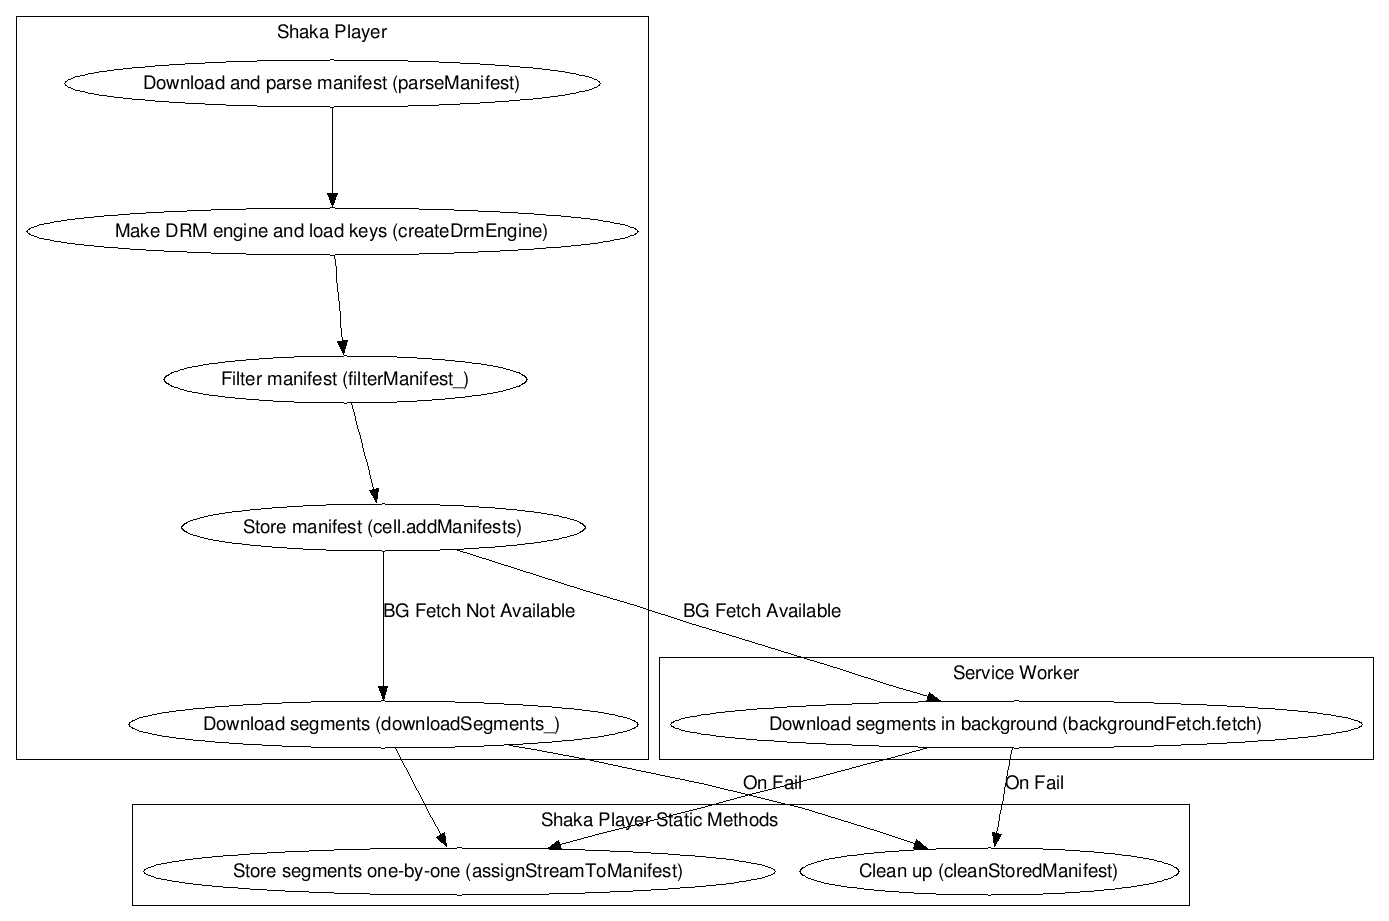 Shaka Player
Download and parse manifest (parseManifest)
Make DRM engine and load keys (createDrmEngine)
Filter manifest (filterManifest_)
Store manifest (cell.addManifests)
BG Fetch Not Available
BG Fetch Available
Service Worker
Download segments (downloadSegments_)
Download segments in background (backgroundFetch.fetch)
On Fail
On Fail
Shaka Player Static Methods
Store segments one-by-one (assignStreamToManifest)
Clean up (cleanStoredManifest)